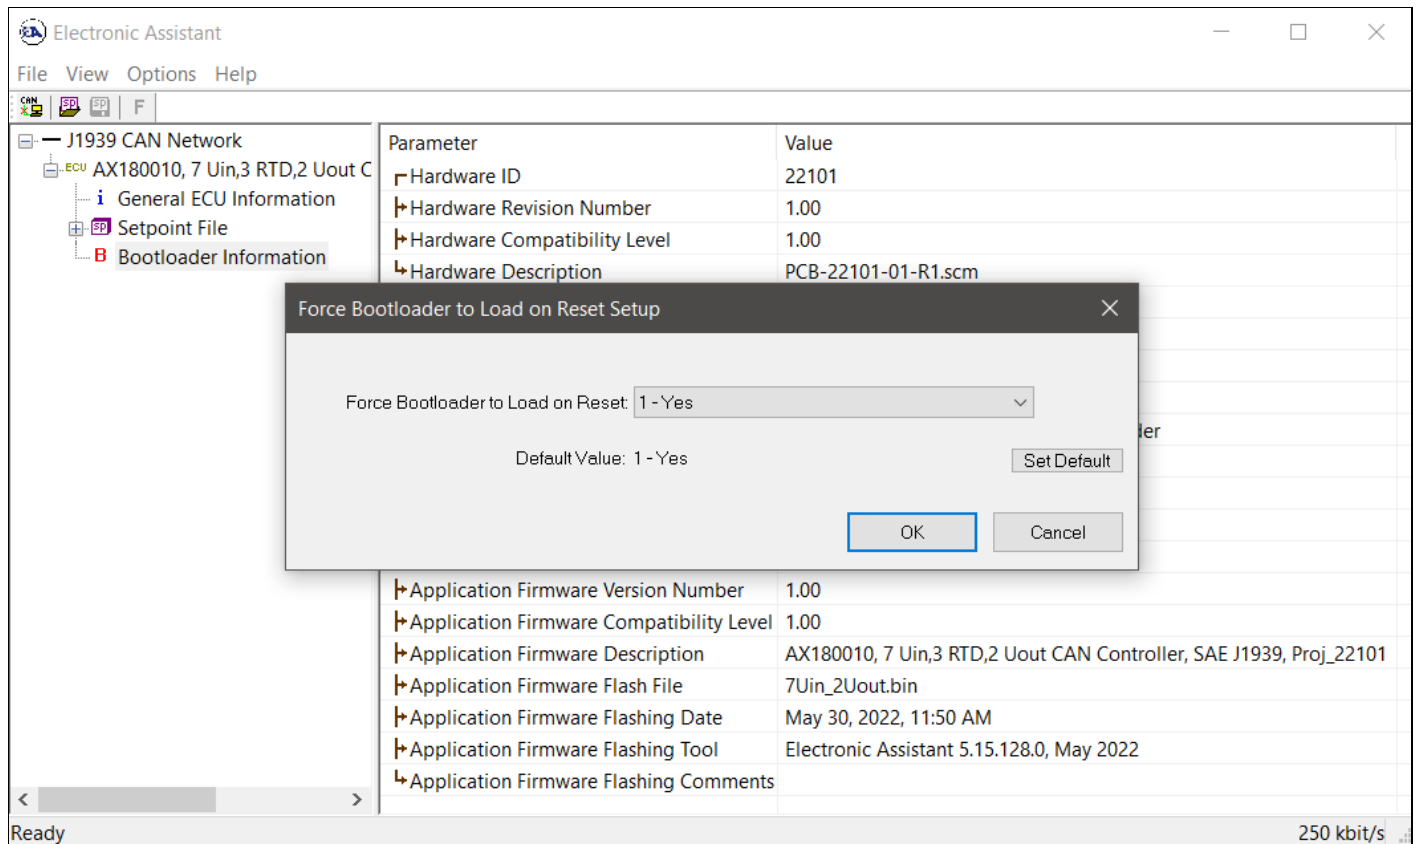 Electronic Assistant
File View Options Help
CAN SP SP F
J1939 CAN Network
ECU AX180010, 7 Uin,3 RTD,2 Uout C
i General ECU Information
SP Setpoint File
B Bootloader Information
Parameter Value
Hardware ID 22101
Hardware Revision Number 1.00
Hardware Compatibility Level 1.00
Hardware Description PCB-22101-01-R1.scm
Force Bootloader to Load on Reset Setup
Force Bootloader to Load on Reset: 1 - Yes
Default Value: 1 - Yes
Set Default
OK Cancel
Application Firmware Version Number 1.00
Application Firmware Compatibility Level 1.00
Application Firmware Description AX180010, 7 Uin,3 RTD,2 Uout CAN Controller, SAE J1939, Proj_22101
Application Firmware Flash File 7Uin_2Uout.bin
Application Firmware Flashing Date May 30, 2022, 11:50 AM
Application Firmware Flashing Tool Electronic Assistant 5.15.128.0, May 2022
Application Firmware Flashing Comments
Ready 250 kbit/s